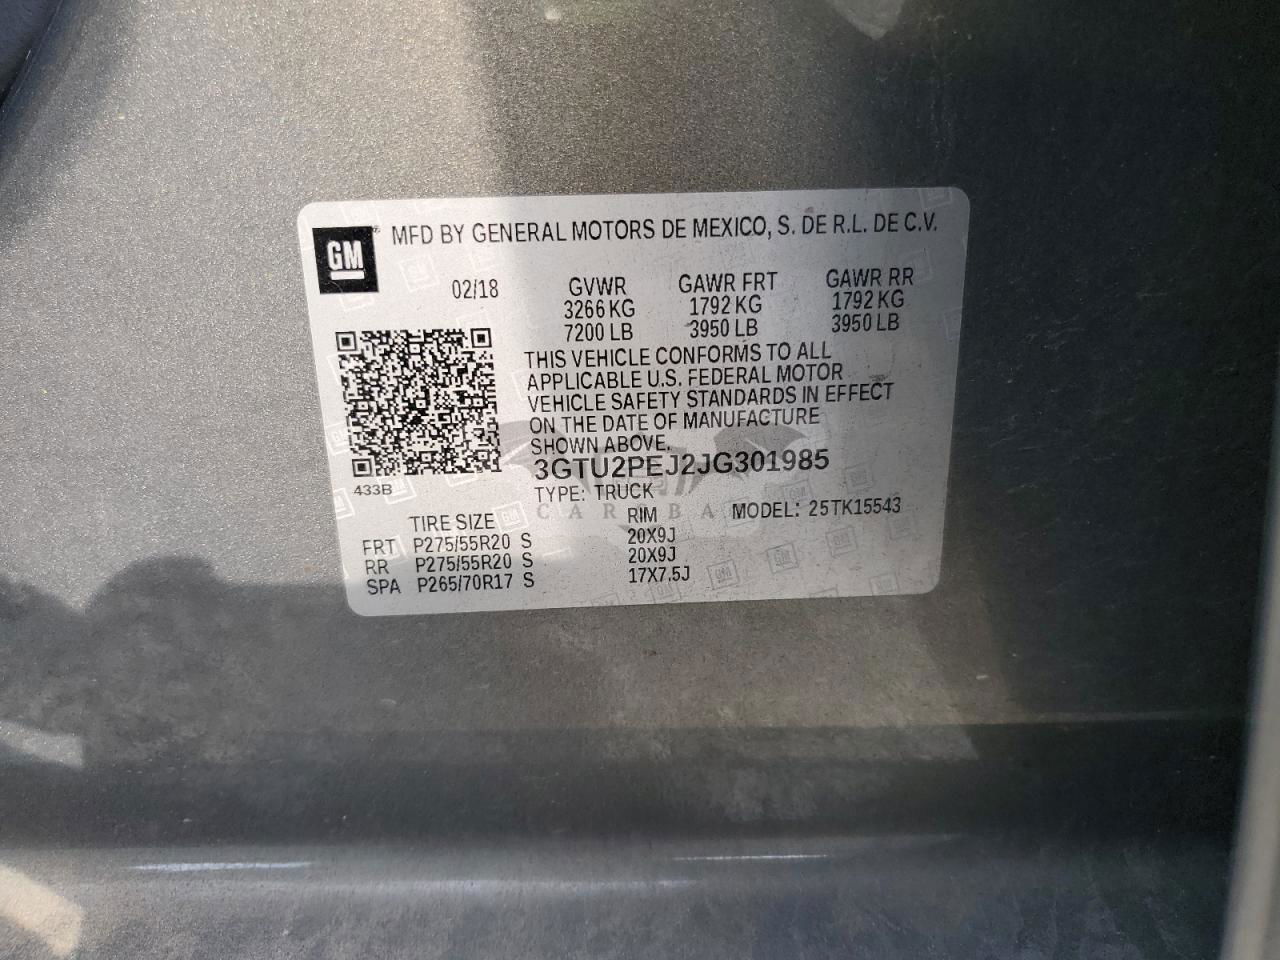 GM
MFD BY GENERAL MOTORS DE MEXICO, S. DE R.L. DE C.V.
02/18
GVWR GAWR FRT GAWR RR
3266 KG 1792 KG 1792 KG
7200 LB 3950 LB 3950 LB
THIS VEHICLE CONFORMS TO ALL
APPLICABLE U.S. FEDERAL MOTOR
VEHICLE SAFETY STANDARDS IN EFFECT
ON THE DATE OF MANUFACTURE
SHOWN ABOVE.
433B
3GTU2PEJ2JG301985
TYPE: TRUCK
MODEL: 25TK15543
TIRE SIZE RIM
FRT P275/55R20 S 20X9J
RR P275/55R20 S 20X9J
SPA P265/70R17 S 17X7.5J